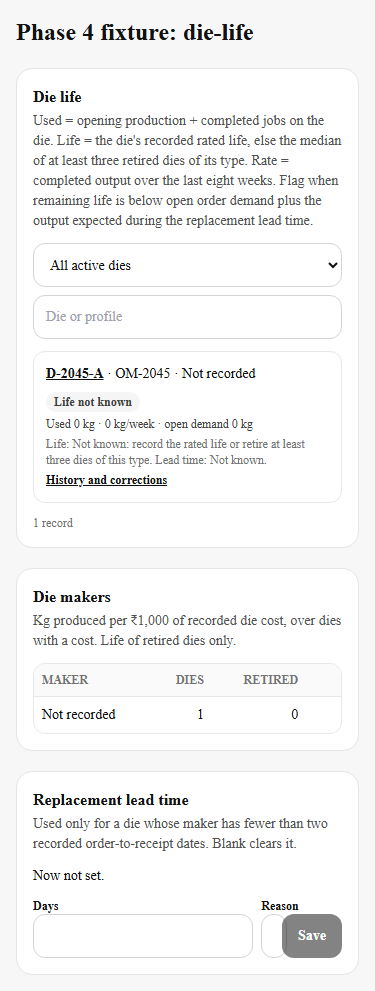 Phase 4 fixture: die-life
Die life
Used = opening production + completed jobs on the
die. Life = the die's recorded rated life, else the median
of at least three retired dies of its type. Rate =
completed output over the last eight weeks. Flag when
remaining life is below open order demand plus the
output expected during the replacement lead time.
All active dies
Die or profile
D-2045-A · OM-2045 · Not recorded
Life not known
Used 0 kg · 0 kg/week · open demand 0 kg
Life: Not known: record the rated life or retire at least
three dies of this type. Lead time: Not known.
History and corrections
1 record
Die makers
Kg produced per ₹1,000 of recorded die cost, over dies
with a cost. Life of retired dies only.
MAKER DIES RETIRED
Not recorded 1 0
Replacement lead time
Used only for a die whose maker has fewer than two
recorded order-to-receipt dates. Blank clears it.
Now not set.
Days Reason
Save